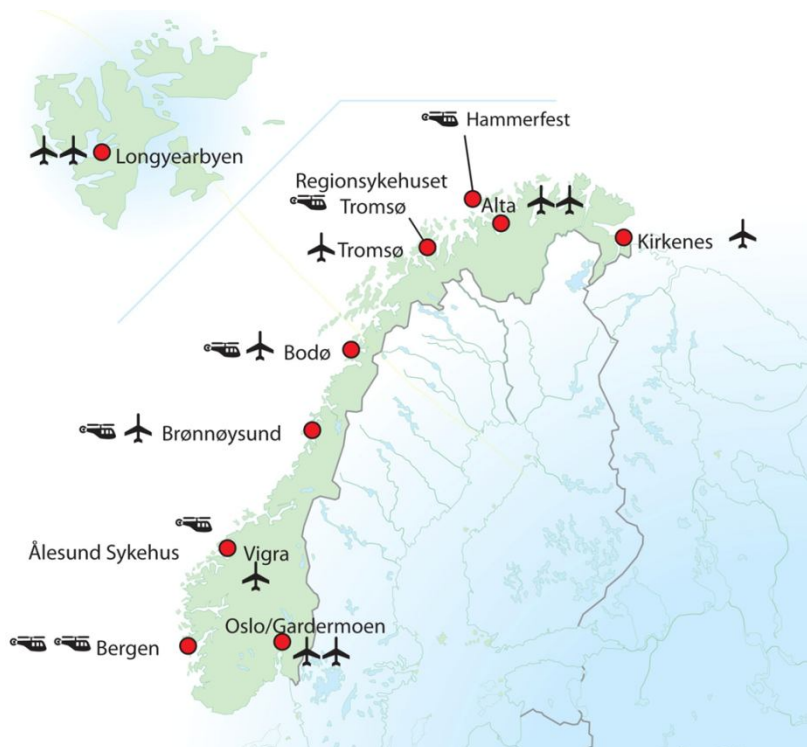 Hammerfest
Longyearbyen
Regionsykehuset
Tromsø
Alta
Tromsø
Kirkenes
Bodø
Brønnøysund
Ålesund Sykehus
Vigra
Oslo/Gardermoen
Bergen